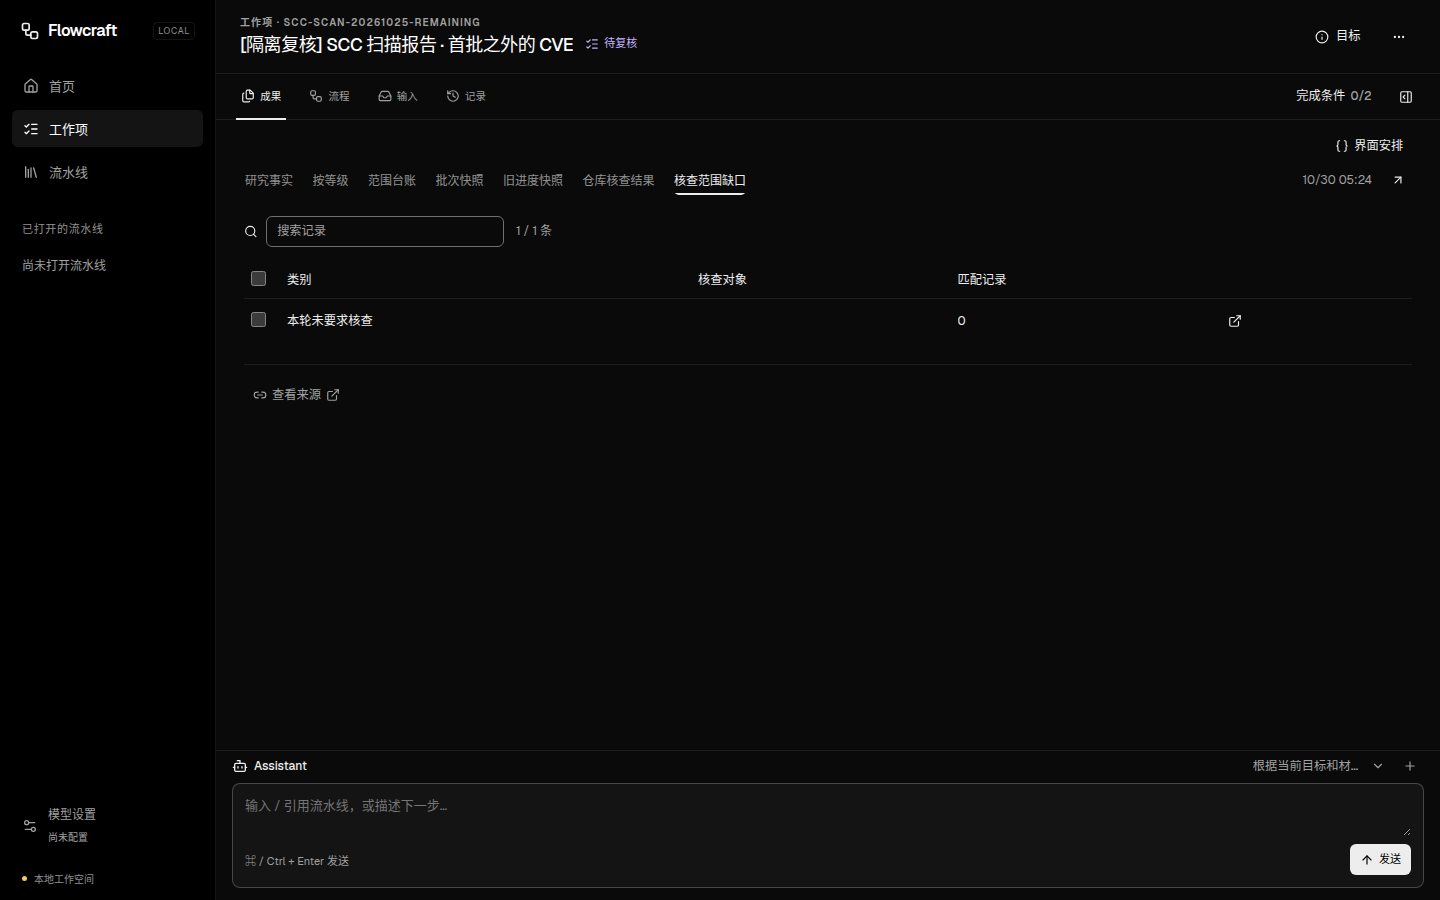 Flowcraft
LOCAL
首页
工作项
流水线
已打开的流水线
尚未打开流水线
模型设置
尚未配置
本地工作空间
工作项 · SCC-SCAN-20261025-REMAINING
[隔离复核] SCC 扫描报告 · 首批之外的 CVE
待复核
目标
成果
流程
输入
记录
完成条件 0/2
界面安排
研究事实
按等级
范围台账
批次快照
旧进度快照
仓库核查结果
核查范围缺口
10/30 05:24
搜索记录
1 / 1 条
类别
核查对象
匹配记录
本轮未要求核查
0
查看来源
Assistant
根据当前目标和材...
输入 / 引用流水线，或描述下一步...
⌘ / Ctrl + Enter 发送
发送